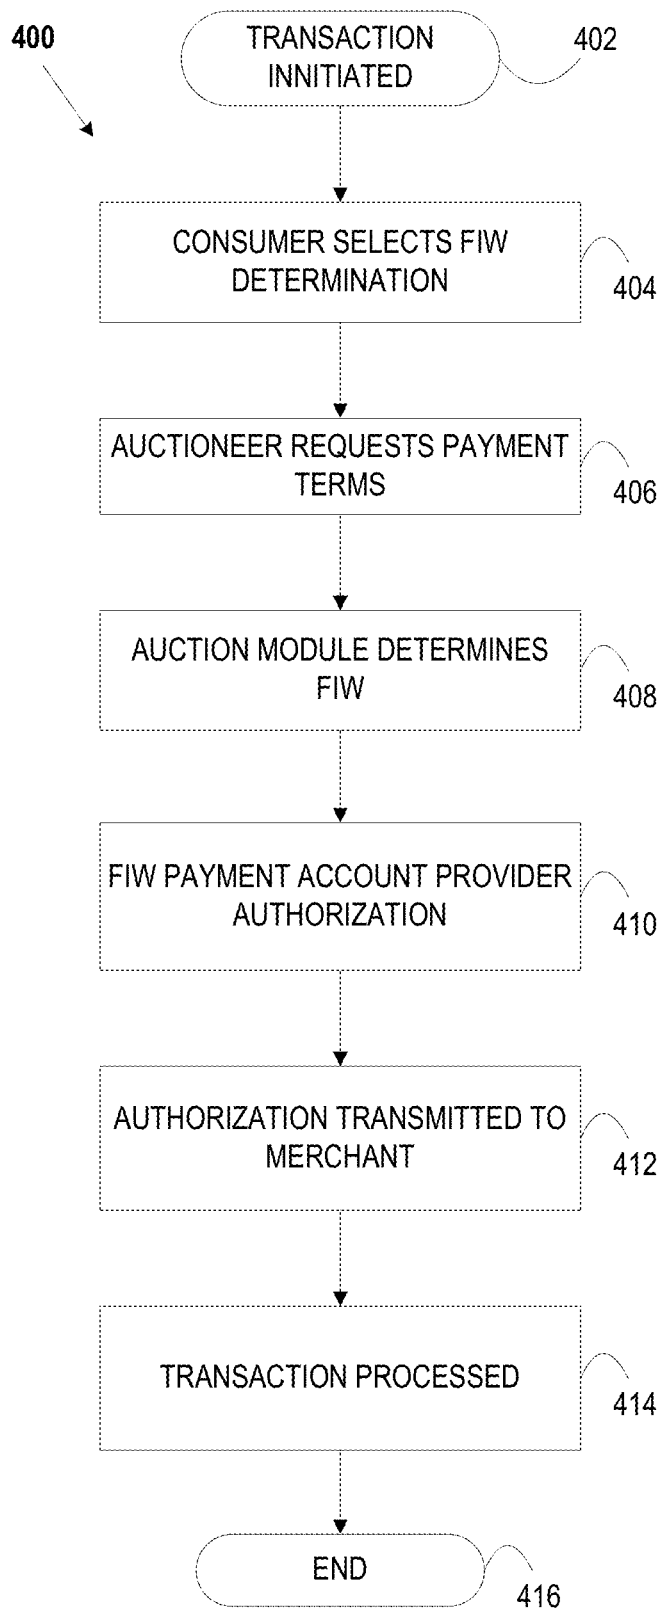 400
TRANSACTION
INNITIATED
402
CONSUMER SELECTS FIW
DETERMINATION
404
AUCTIONEER REQUESTS PAYMENT
TERMS
406
AUCTION MODULE DETERMINES
FIW
408
FIW PAYMENT ACCOUNT PROVIDER
AUTHORIZATION
410
AUTHORIZATION TRANSMITTED TO
MERCHANT
412
TRANSACTION PROCESSED
414
END
416